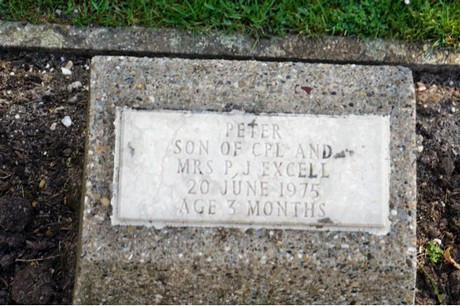 PETER
SON OF CPL AND
MRS P. J EXCELL
20 JUNE 1975
AGE 3 MONTHS